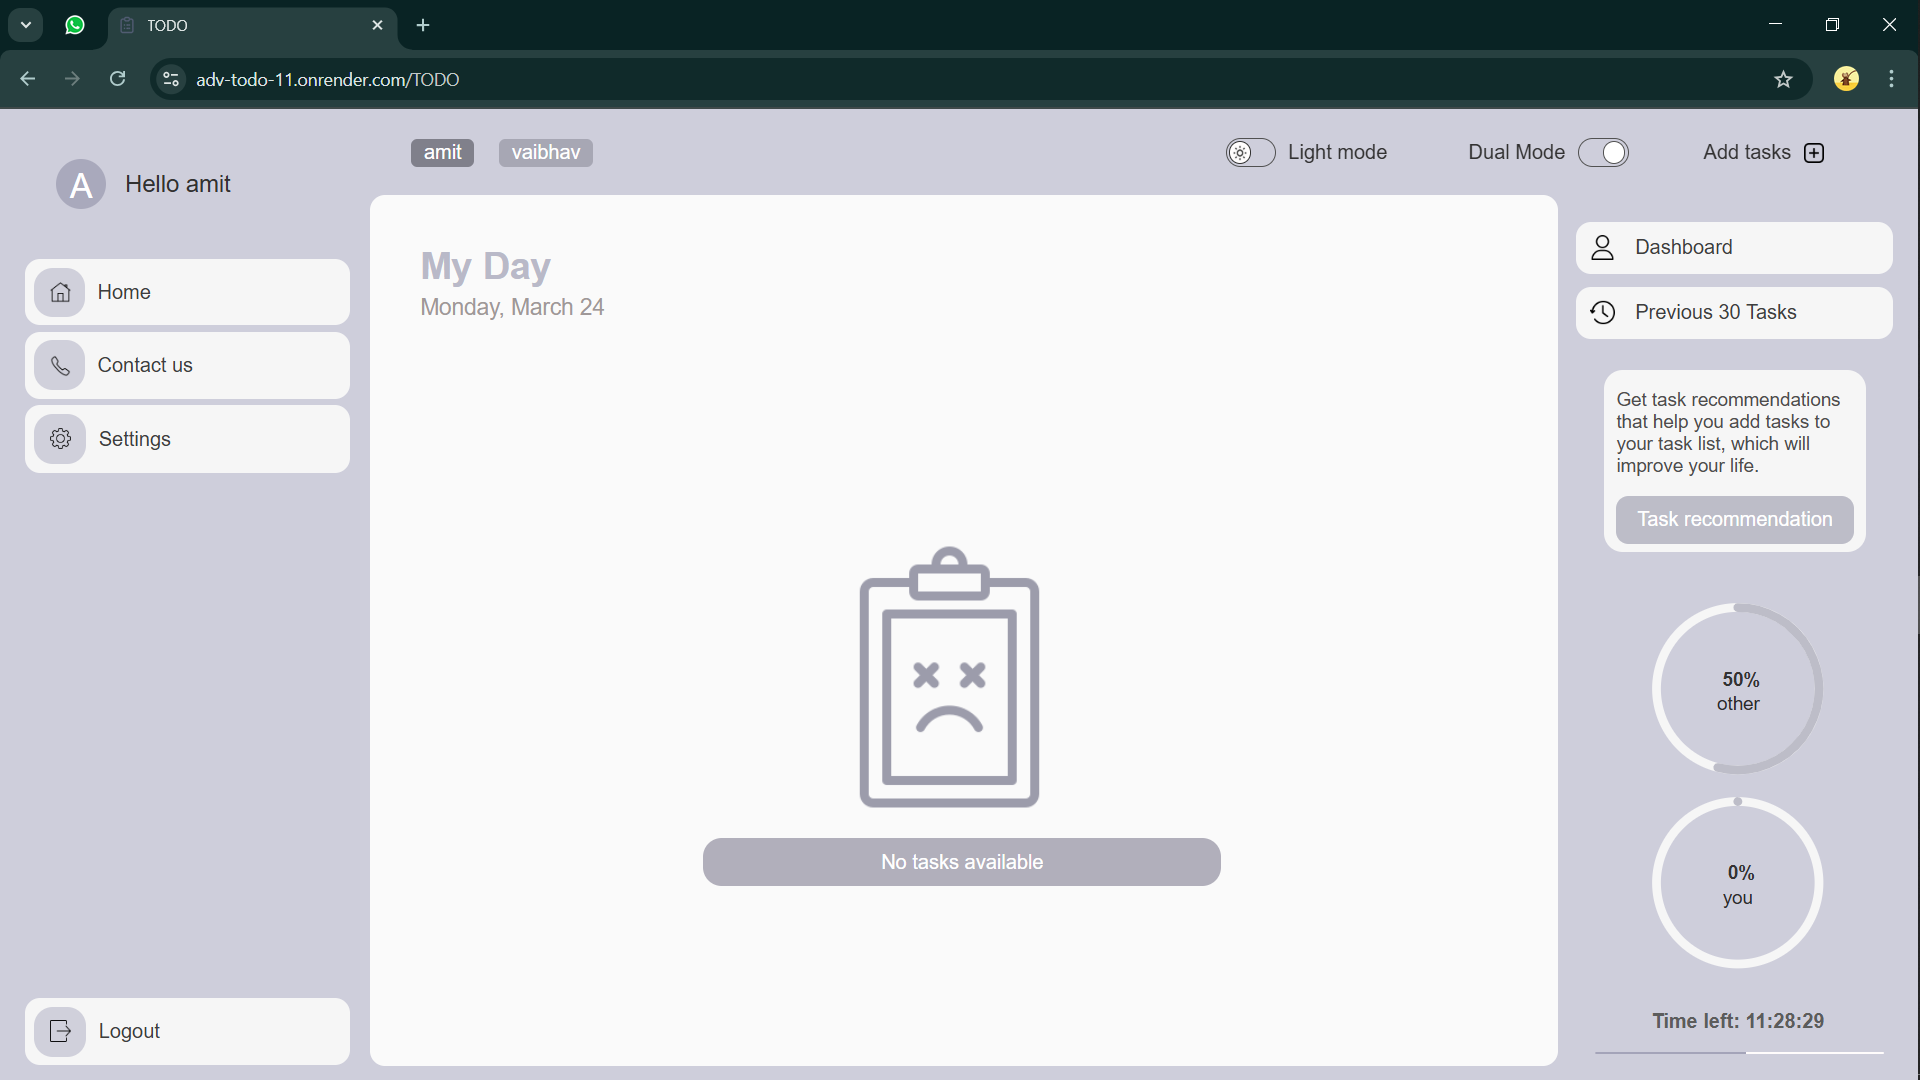 TODO
adv-todo-11.onrender.com/TODO
A
Hello amit
amit
vaibhav
Light mode
Dual Mode
Add tasks
Home
Contact us
Settings
Logout
My Day
Monday, March 24
No tasks available
Dashboard
Previous 30 Tasks
Get task recommendations
that help you add tasks to
your task list, which will
improve your life.
Task recommendation
50%
other
0%
you
Time left: 11:28:29